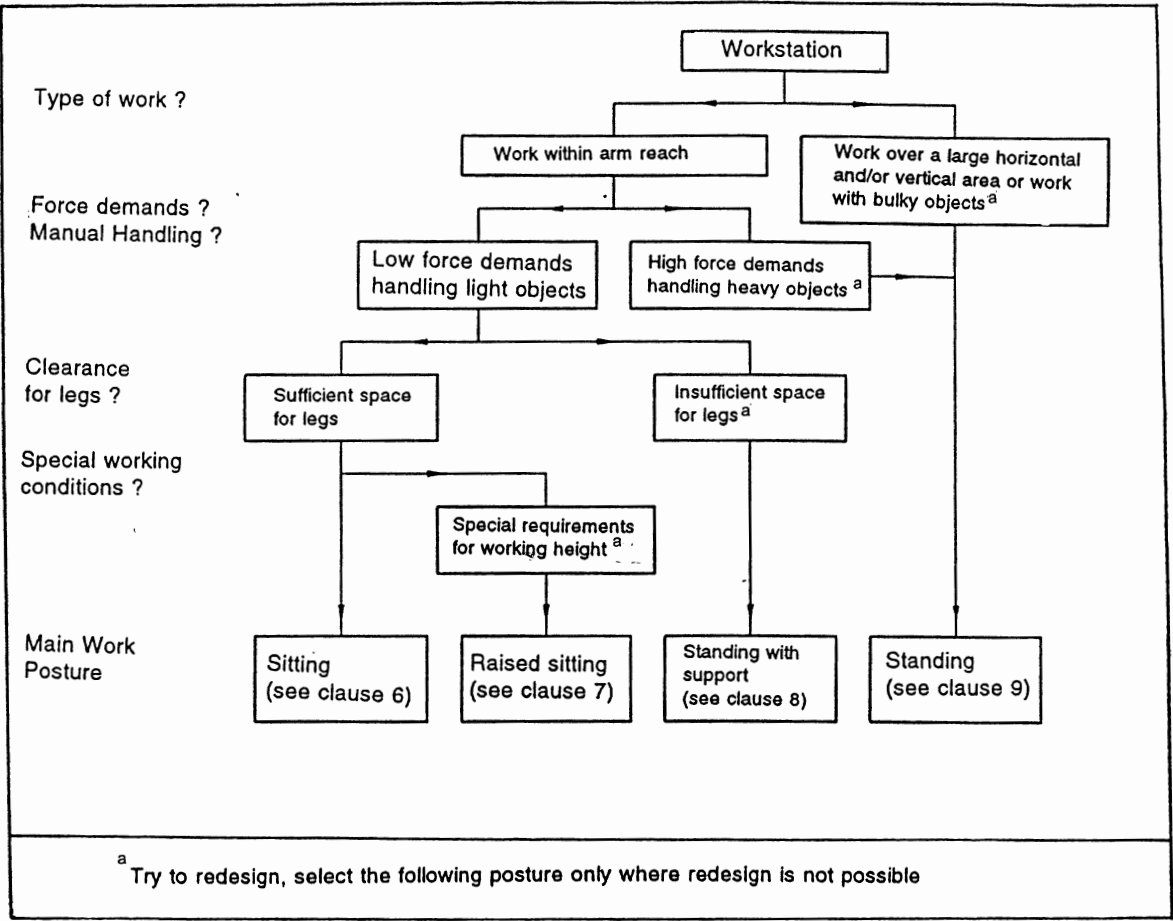 Workstation
Type of work ?
Work within arm reach
Work over a large horizontal
and/or vertical area or work
with bulky objects a
Force demands ?
Manual Handling ?
Low force demands
handling light objects
High force demands
handling heavy objects a
Clearance
for legs ?
Sufficient space
for legs
Insufficient space
for legs a
Special working
conditions ?
Special requirements
for working height a
Main Work
Posture
Sitting
(see clause 6)
Raised sitting
(see clause 7)
Standing with
support
(see clause 8)
Standing
(see clause 9)
a Try to redesign, select the following posture only where redesign is not possible